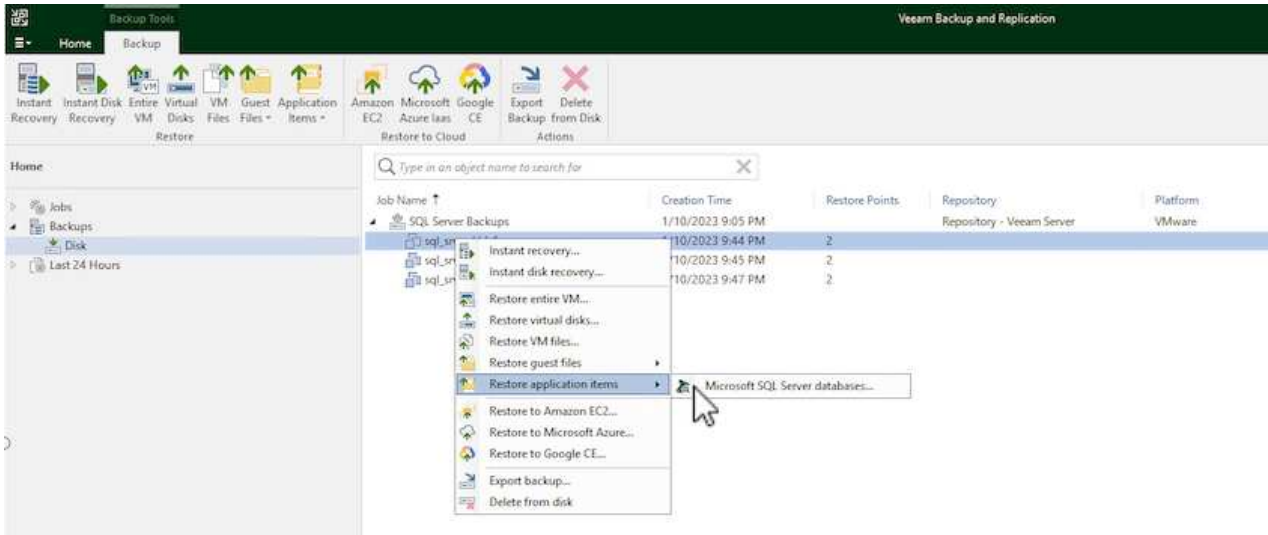 Backup Tools
Veeam Backup and Replication
Home Backup
Instant Recovery
Instant Disk Recovery
Entire VM
Virtual Disks
VM Files
Guest Files
Application Items
Amazon EC2
Microsoft Azure Iaas
Google CE
Export Backup
Delete from Disk
Restore
Restore to Cloud
Actions
Home
Type in an object name to search for
Jobs
Backups
Disk
Last 24 Hours
Job Name Creation Time Restore Points Repository Platform
SQL Server Backups 1/10/2023 9:05 PM Repository - Veeam Server VMware
10/2023 9:44 PM 2
10/2023 9:45 PM 2
10/2023 9:47 PM 2
Instant recovery...
Instant disk recovery...
Restore entire VM...
Restore virtual disks...
Restore VM files...
Restore guest files
Restore application items
Microsoft SQL Server databases...
Restore to Amazon EC2...
Restore to Microsoft Azure...
Restore to Google CE...
Export backup...
Delete from disk